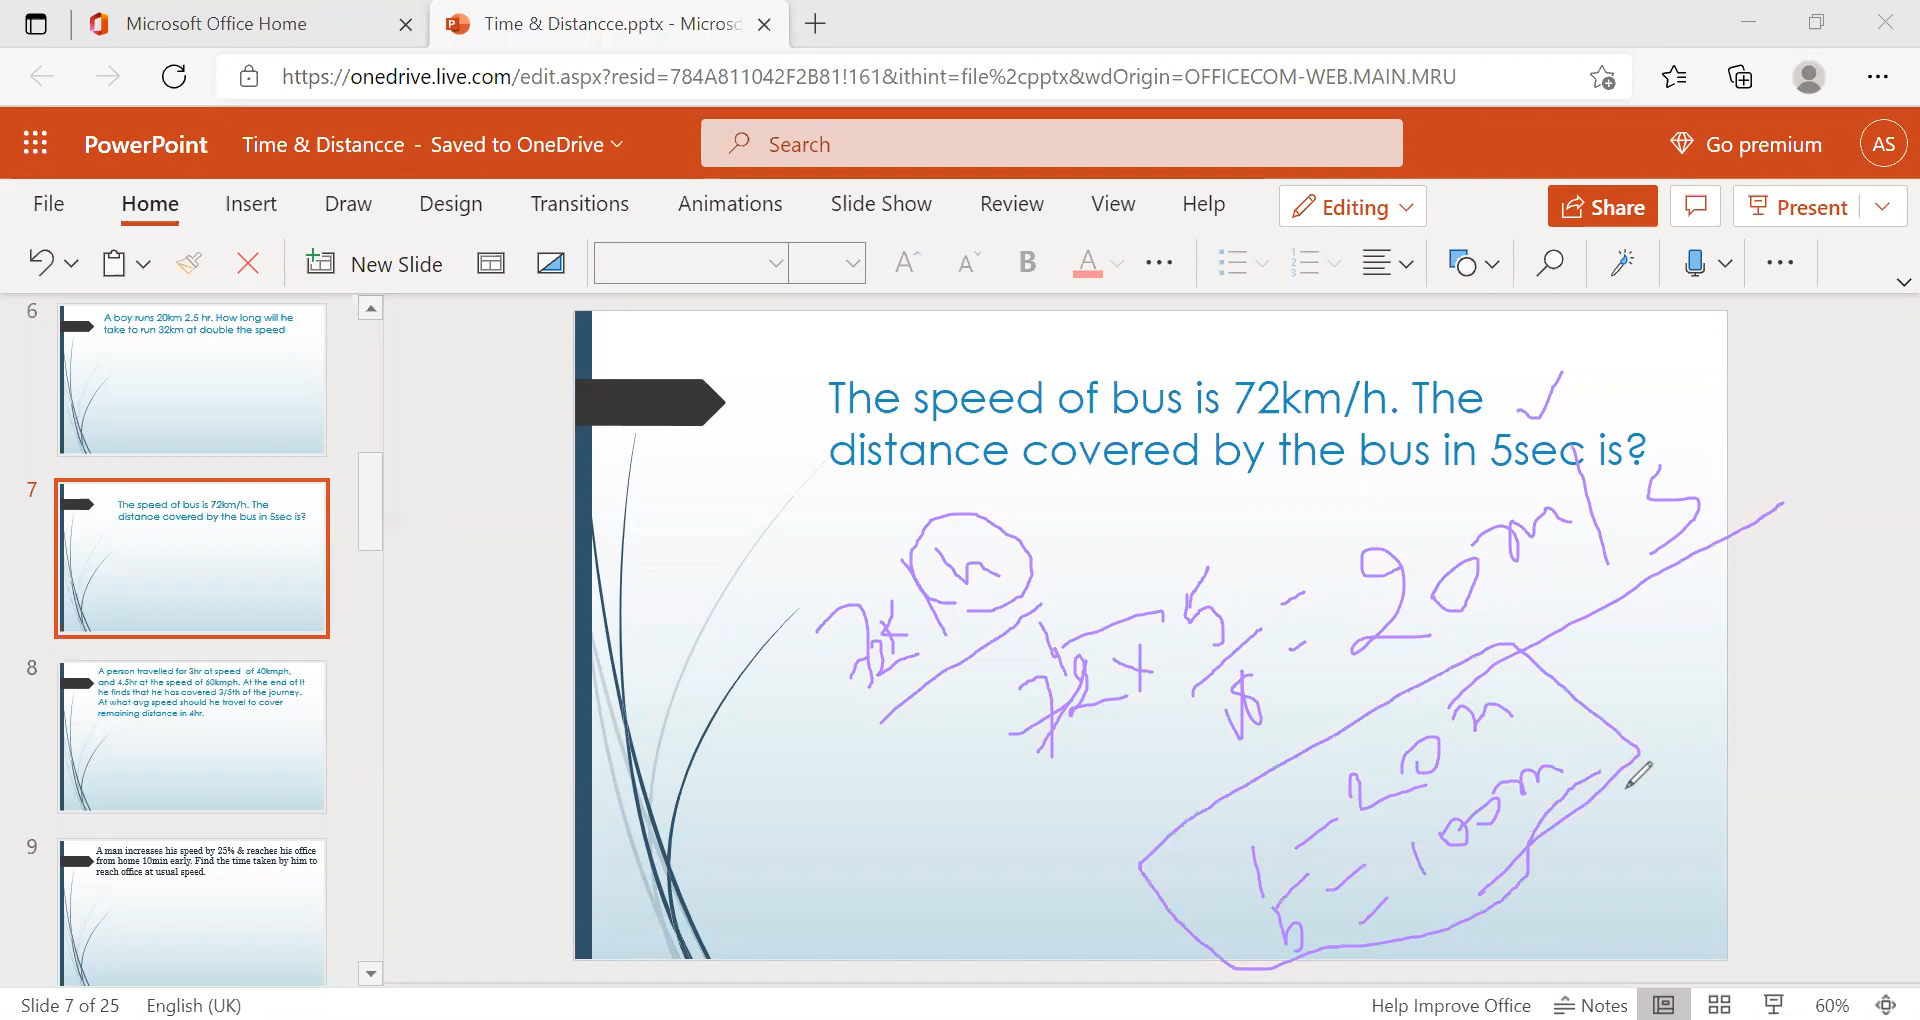 Microsoft Office Home
Time & Distancce.pptx - Microsc
https://onedrive.live.com/edit.aspx?resid=784A811042F2B81!161&ithint=file%2cpptx&wdOrigin=OFFICECOM-WEB.MAIN.MRU
PowerPoint Time & Distancce - Saved to OneDrive
Search
Go premium AS
File Home Insert Draw Design Transitions Animations Slide Show Review View Help Editing Share Present
New Slide A A B A
6
A boy runs 20km 2.5 hr. How long will he
take to run 32km at double the speed
7
The speed of bus is 72km/h. The
distance covered by the bus in 5sec is?
8
A person travelled for 3hr at speed of 40kmph,
and 4.5hr at the speed of 60kmph. At the end of it
he finds that he has covered 3/5th of the journey.
At what avg speed should he travel to cover
remaining distance in 4hr.
9
A man increases his speed by 25% & reaches his office
from home 10min early. Find the time taken by him to
reach office at usual speed.
The speed of bus is 72km/h. The
distance covered by the bus in 5sec is?
72 × 5/18 = 20 m/s
1 - 20 m
5 - 100 m
Slide 7 of 25 English (UK) Help Improve Office Notes 60%